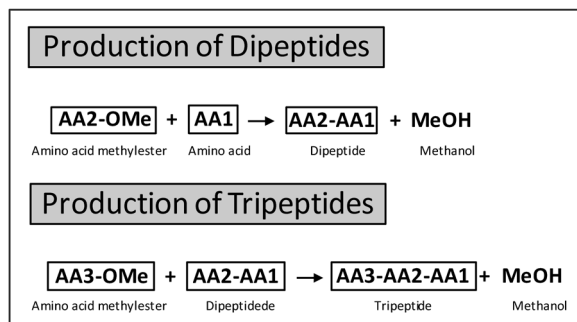 Production of Dipeptides
AA2-OMe + AA1 → AA2-AA1 + MeOH
Amino acid methylester Amino acid Dipeptide Methanol
Production of Tripeptides
AA3-OMe + AA2-AA1 → AA3-AA2-AA1 + MeOH
Amino acid methylester Dipeptidede Tripeptide Methanol